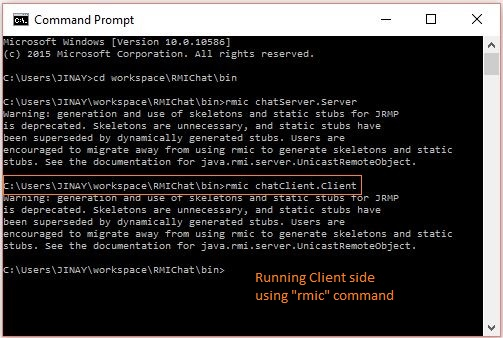 Command Prompt
Microsoft Windows [Version 10.0.10586]
(c) 2015 Microsoft Corporation. All rights reserved.
C:\Users\JINAY>cd workspace\RMIChat\bin
C:\Users\JINAY\workspace\RMIChat\bin>rmic chatServer.Server
Warning: generation and use of skeletons and static stubs for JRMP
is deprecated. Skeletons are unnecessary, and static stubs have
been superseded by dynamically generated stubs. Users are
encouraged to migrate away from using rmic to generate skeletons and static
stubs. See the documentation for java.rmi.server.UnicastRemoteObject.
C:\Users\JINAY\workspace\RMIChat\bin>rmic chatClient.Client
Warning: generation and use of skeletons and static stubs for JRMP
is deprecated. Skeletons are unnecessary, and static stubs have
been superseded by dynamically generated stubs. Users are
encouraged to migrate away from using rmic to generate skeletons and static
stubs. See the documentation for java.rmi.server.UnicastRemoteObject.
C:\Users\JINAY\workspace\RMIChat\bin>
Running Client side
using "rmic" command